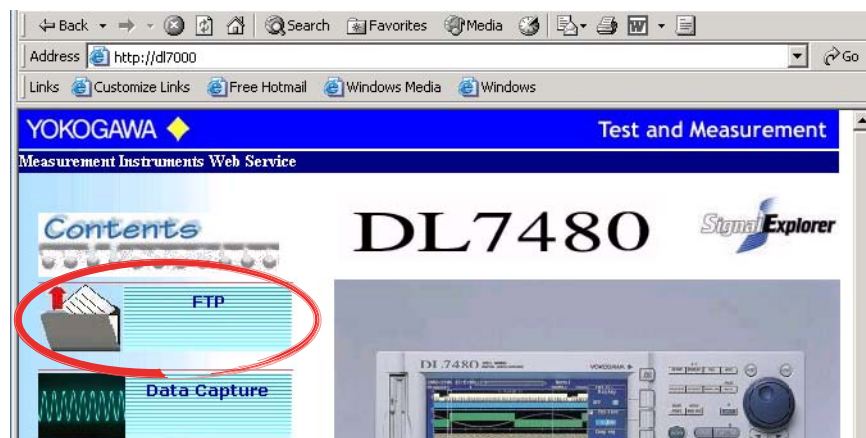 Back Search Favorites Media
Address http://dl7000 Go
Links Customize Links Free Hotmail Windows Media Windows
YOKOGAWA Test and Measurement
Measurement Instruments Web Service
Contents
DL7480
Signal Explorer
FTP
DL7480
YOKOGAWA
Data Capture